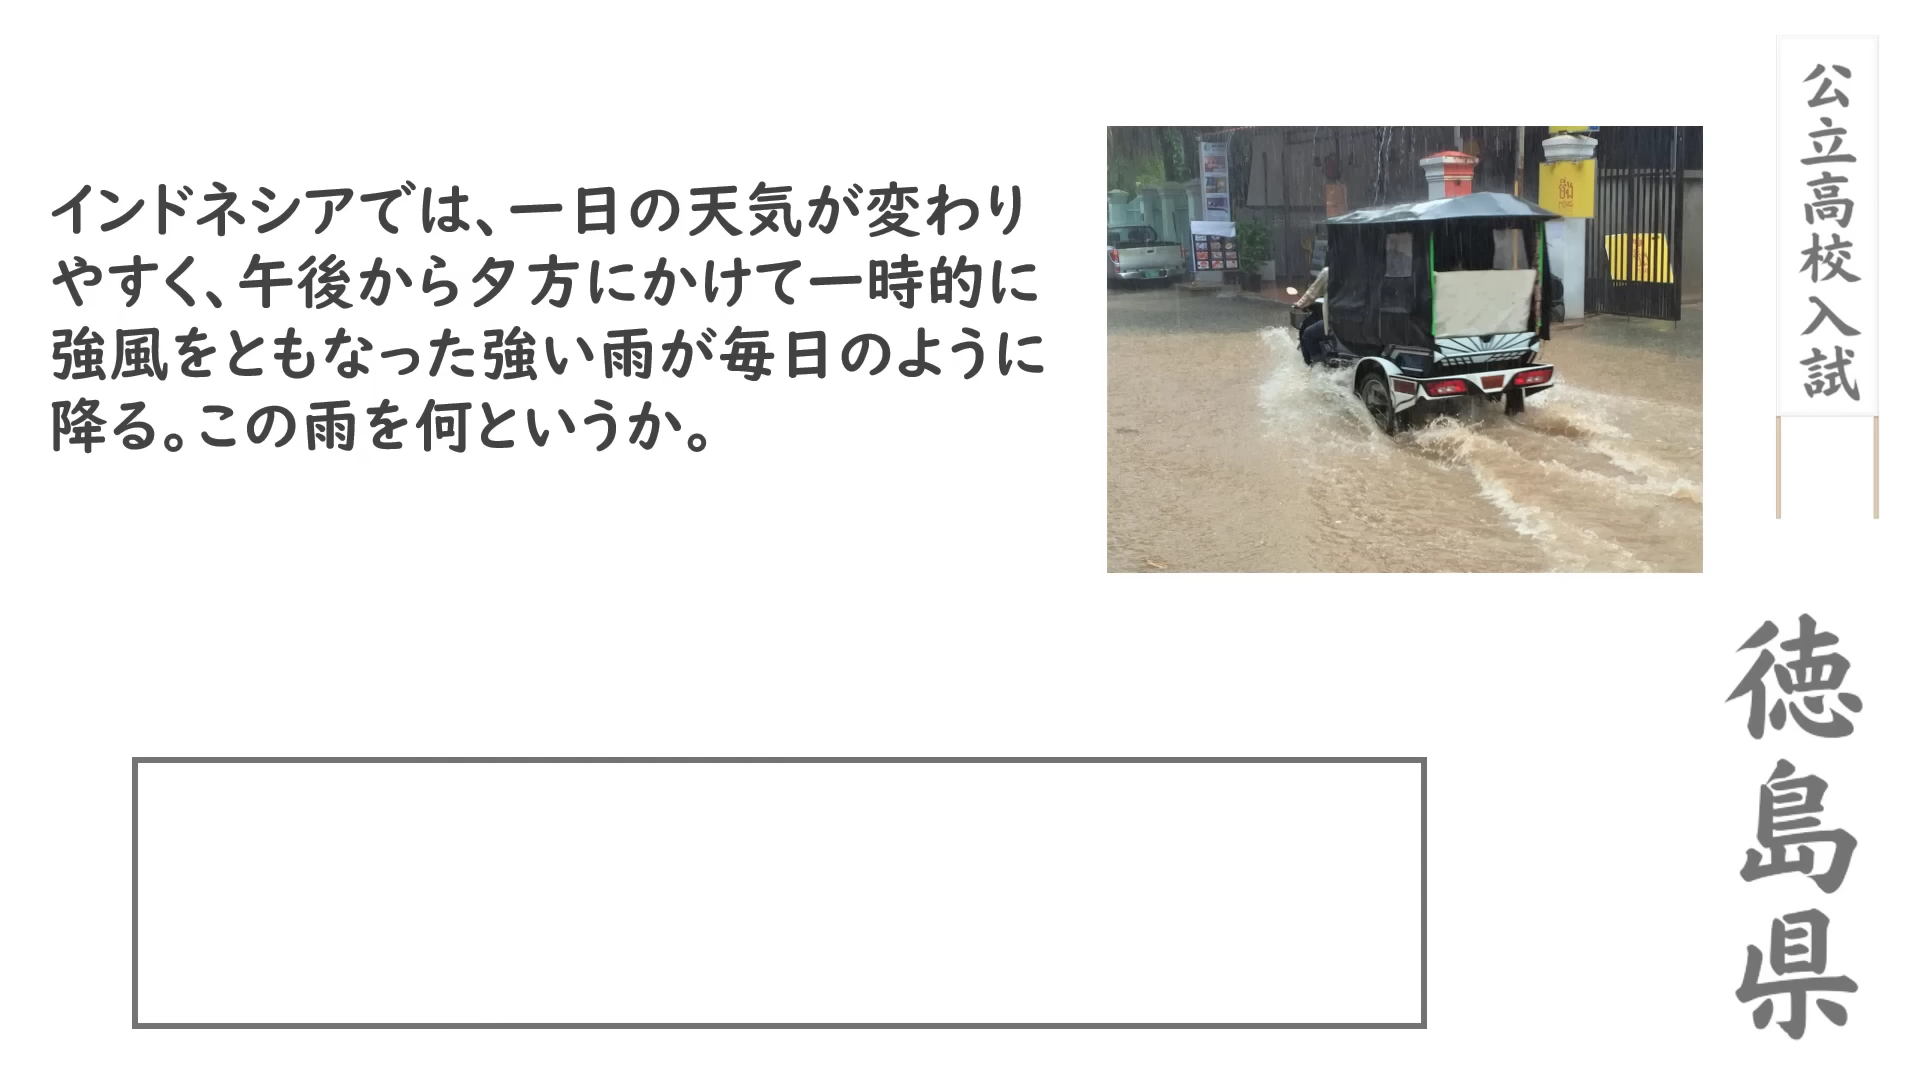 インドネシアでは、一日の天気が変わり
やすく、午後から夕方にかけて一時的に
強風をともなった強い雨が毎日のように
降る。この雨を何というか。
公立高校入試
徳島県